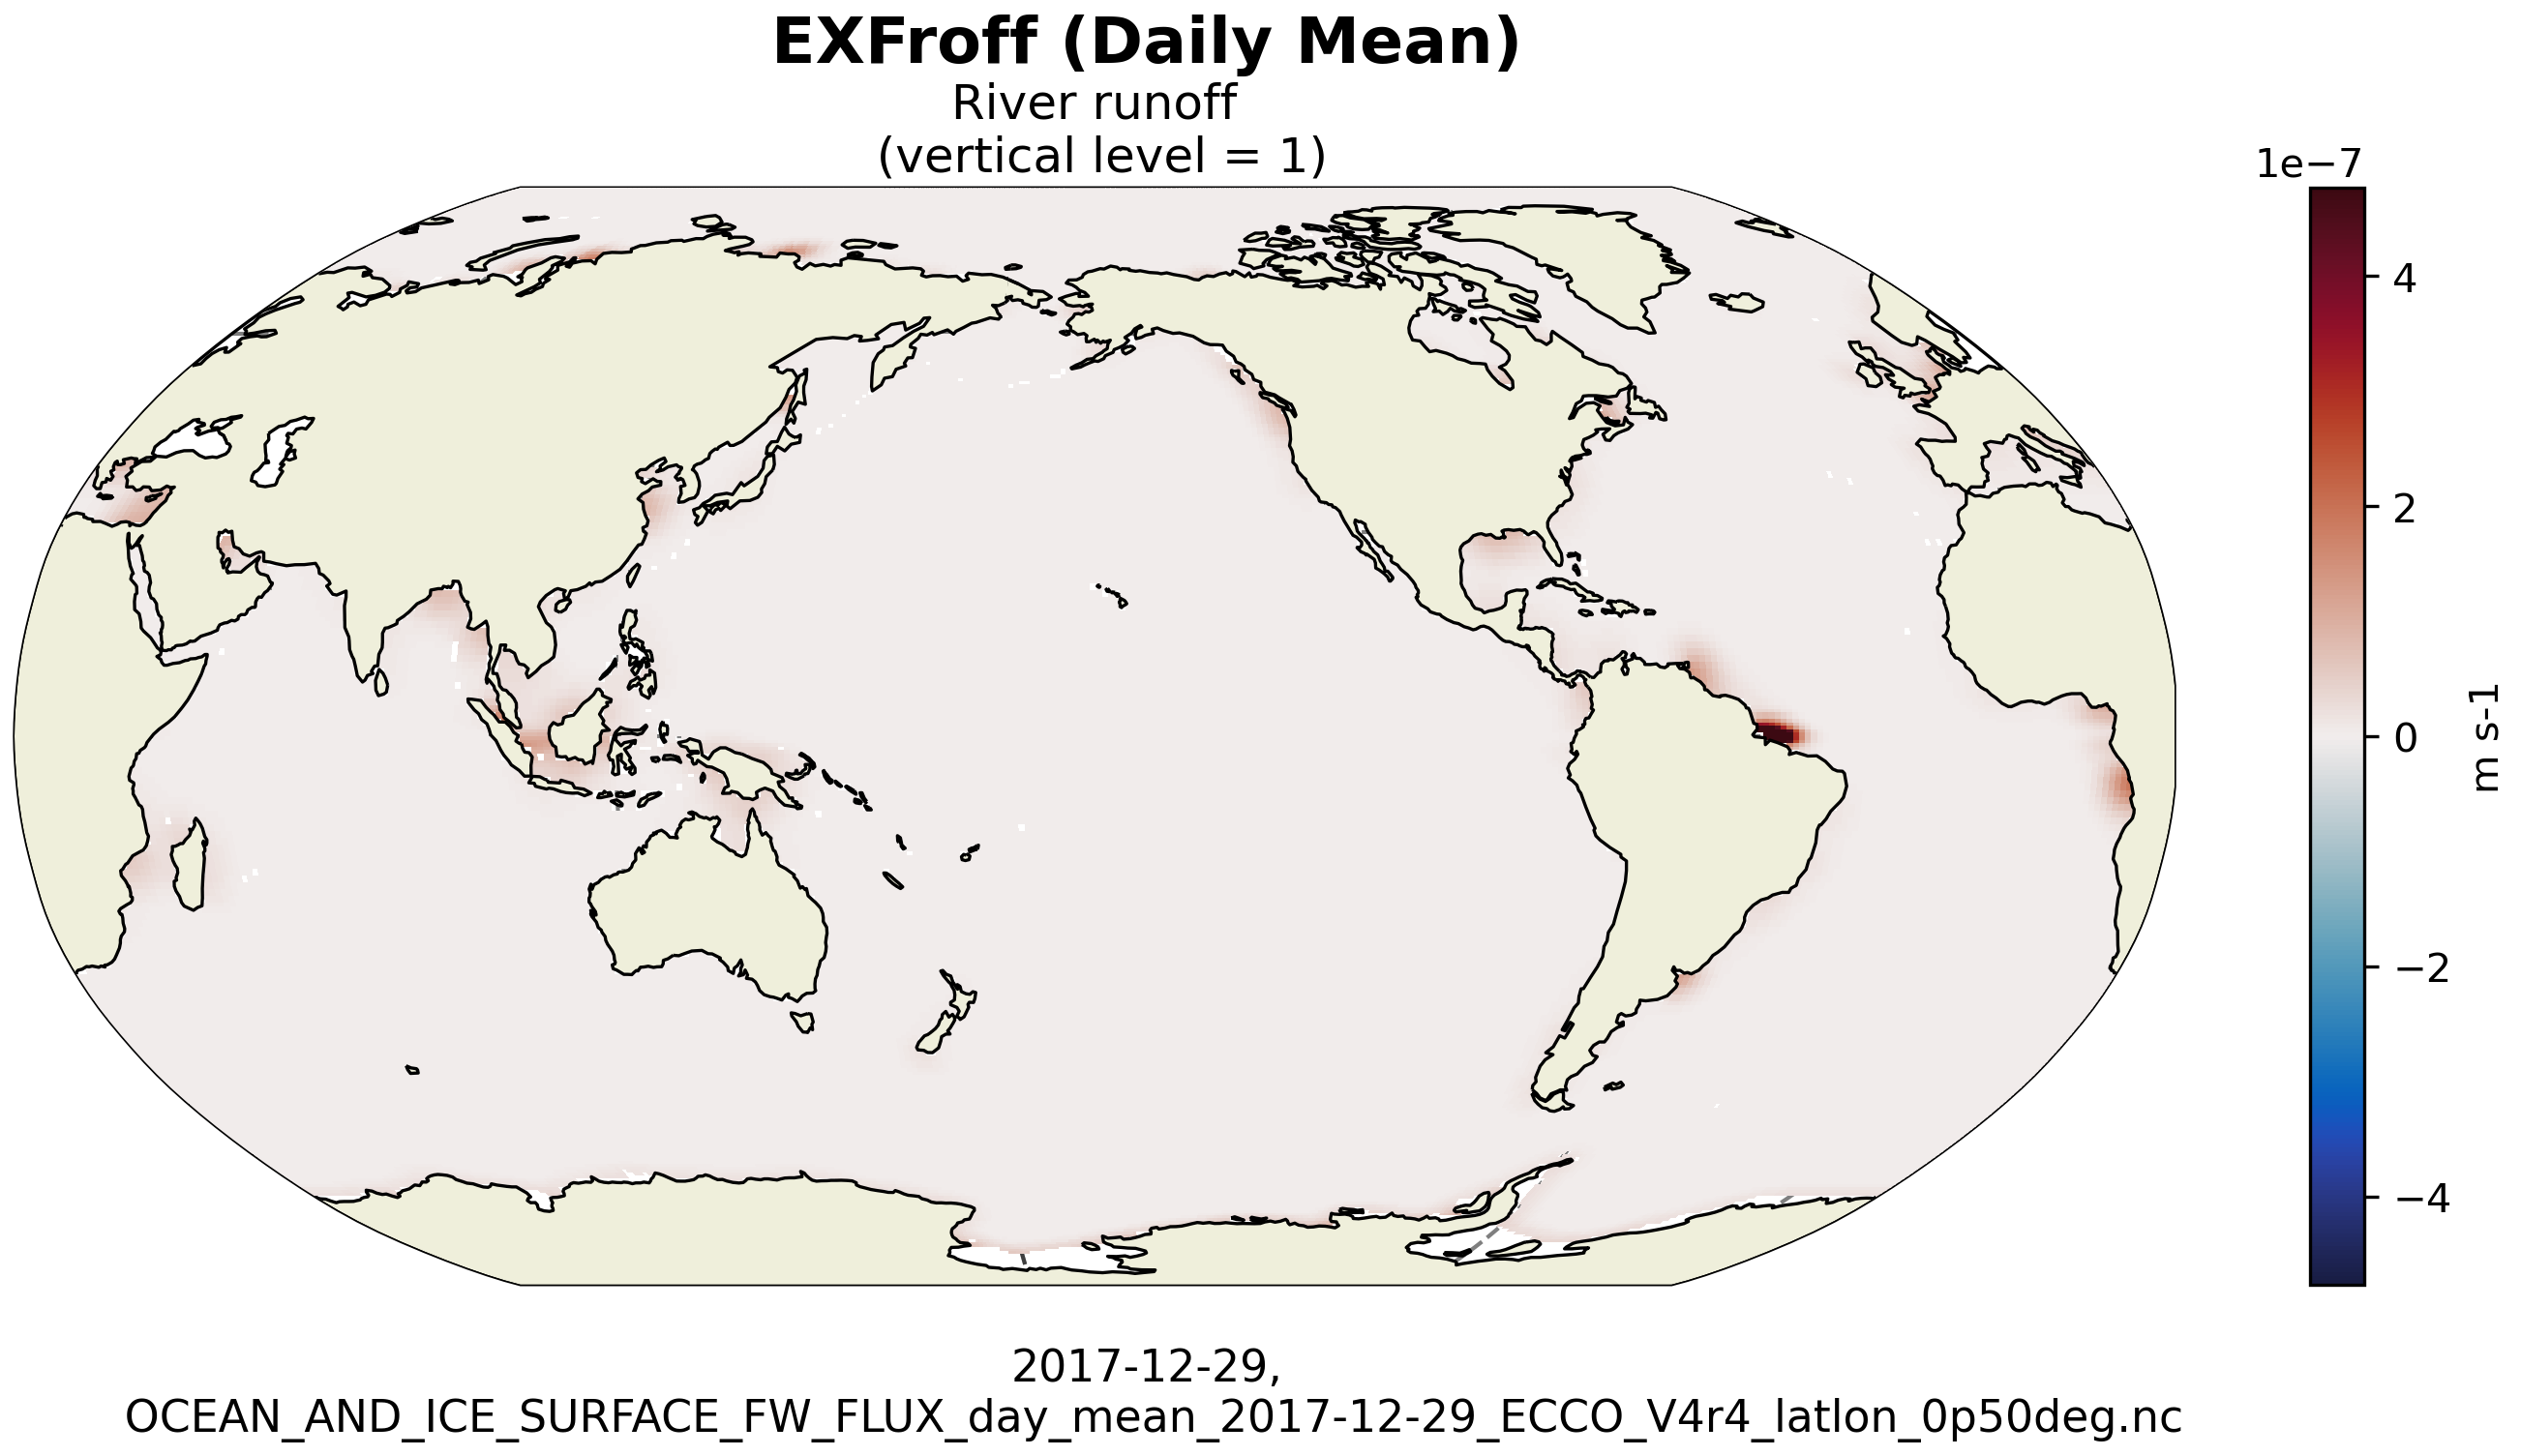 EXFroff (Daily Mean)
River runoff
(vertical level = 1)
1e−7
4
2
0
−2
−4
m s-1
2017-12-29,
OCEAN_AND_ICE_SURFACE_FW_FLUX_day_mean_2017-12-29_ECCO_V4r4_latlon_0p50deg.nc